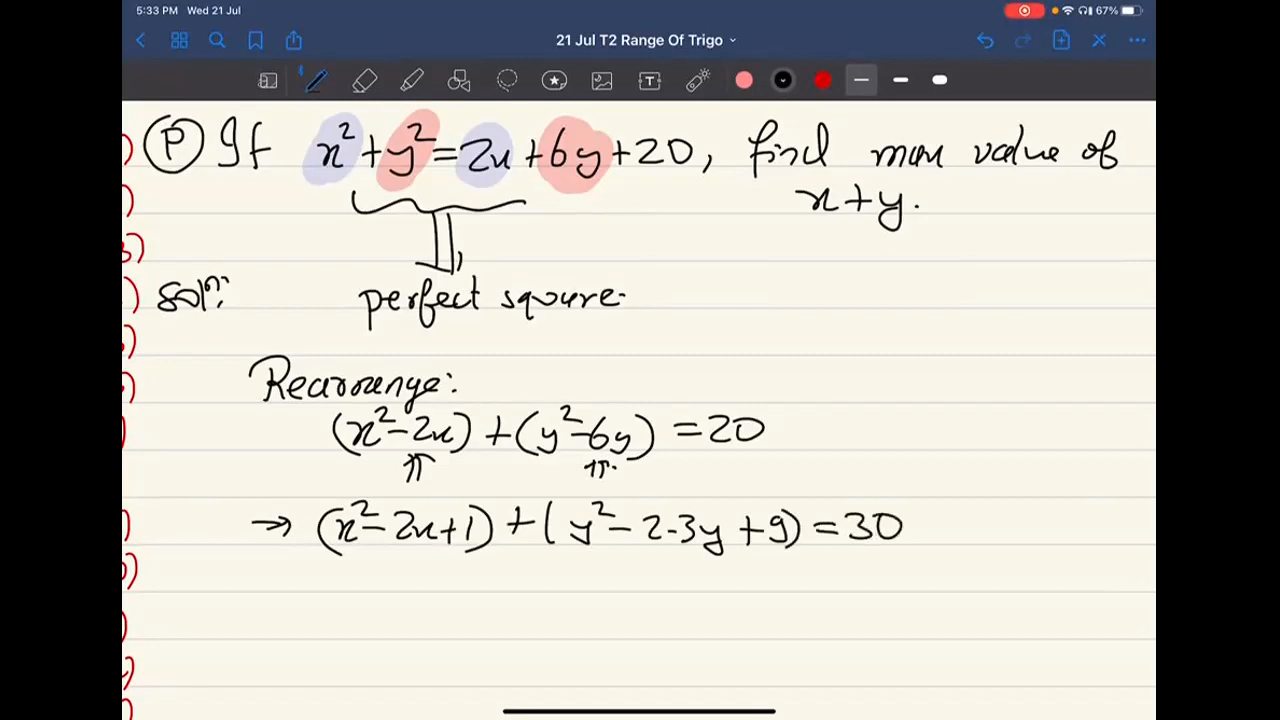 5:33 PM Wed 21 Jul 67%
21 Jul T2 Range Of Trigo
(P) If x² + y² = 2x + 6y + 20, find max value of
x + y.
Solⁿ:
perfect square.
Rearrange:
(x² - 2x) + (y² - 6y) = 20
→ (x² - 2x + 1) + (y² - 2·3y + 9) = 30